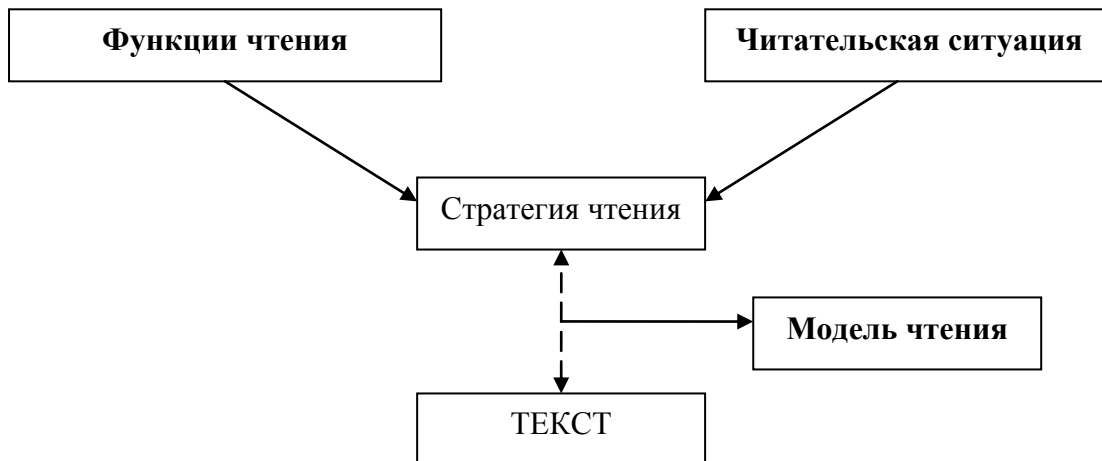 Функции чтения
Читательская ситуация
Стратегия чтения
Модель чтения
ТЕКСТ